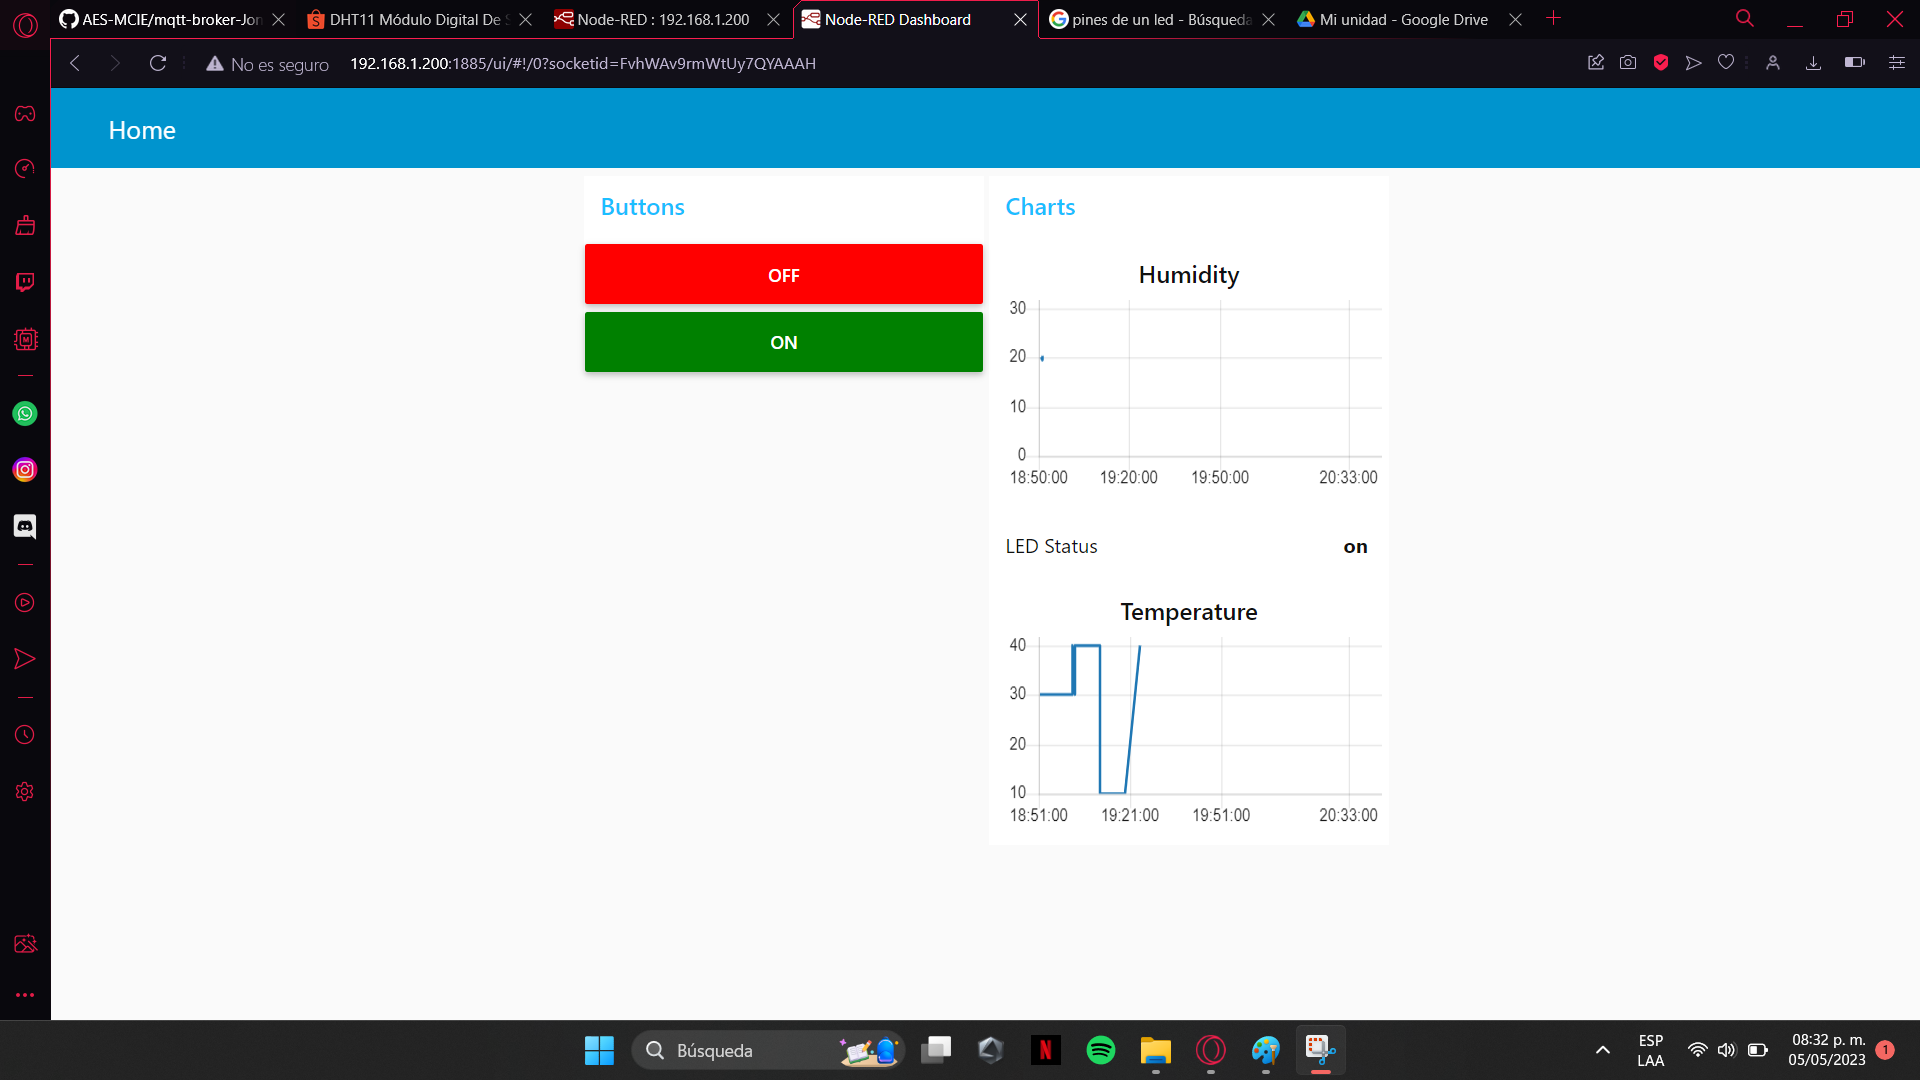 AES-MCIE/mqtt-broker-Jor
DHT11 Módulo Digital De S
Node-RED : 192.168.1.200
Node-RED Dashboard
pines de un led - Búsqueda
Mi unidad - Google Drive
No es seguro
192.168.1.200:1885/ui/#!/0?socketid=FvhWAv9rmWtUy7QYAAAH
Home
Buttons
OFF
ON
Charts
Humidity
30
20
10
0
18:50:00 19:20:00 19:50:00 20:33:00
LED Status on
Temperature
40
30
20
10
18:51:00 19:21:00 19:51:00 20:33:00
Búsqueda
ESP
LAA
08:32 p. m.
05/05/2023
1